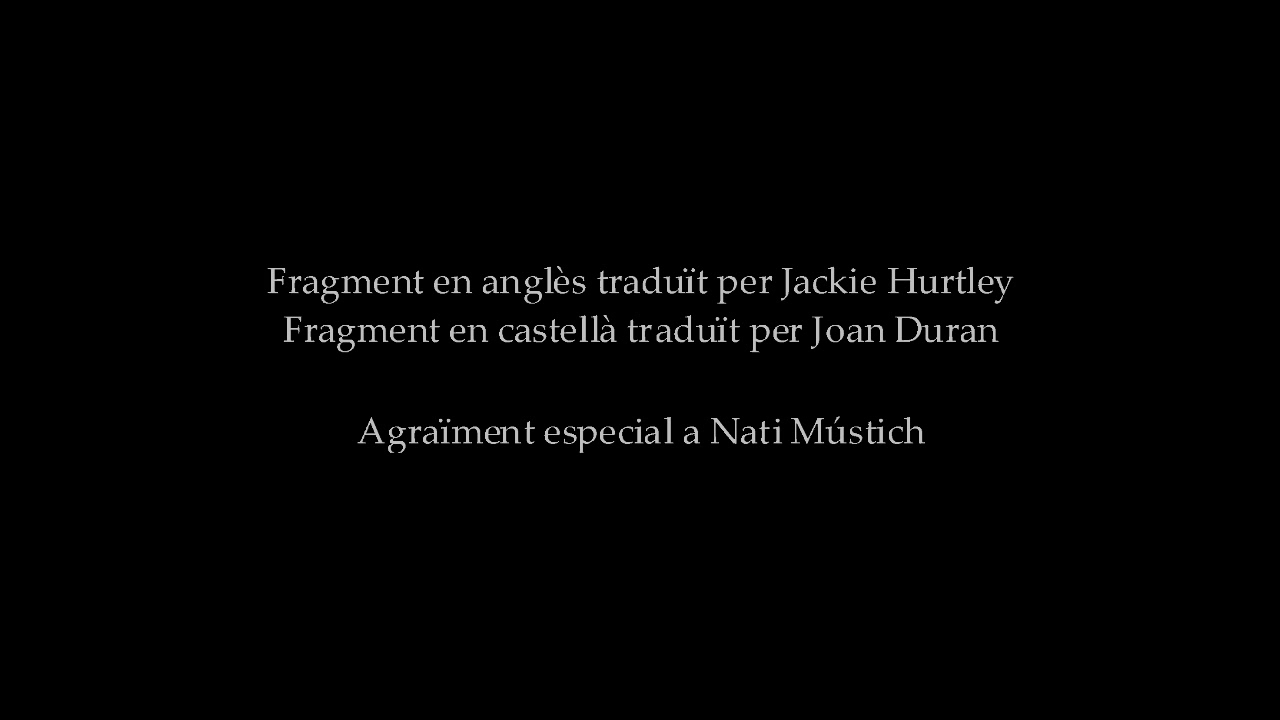 Fragment en anglès traduït per Jackie Hurtley
Fragment en castellà traduït per Joan Duran
Agraïment especial a Nati Mústich